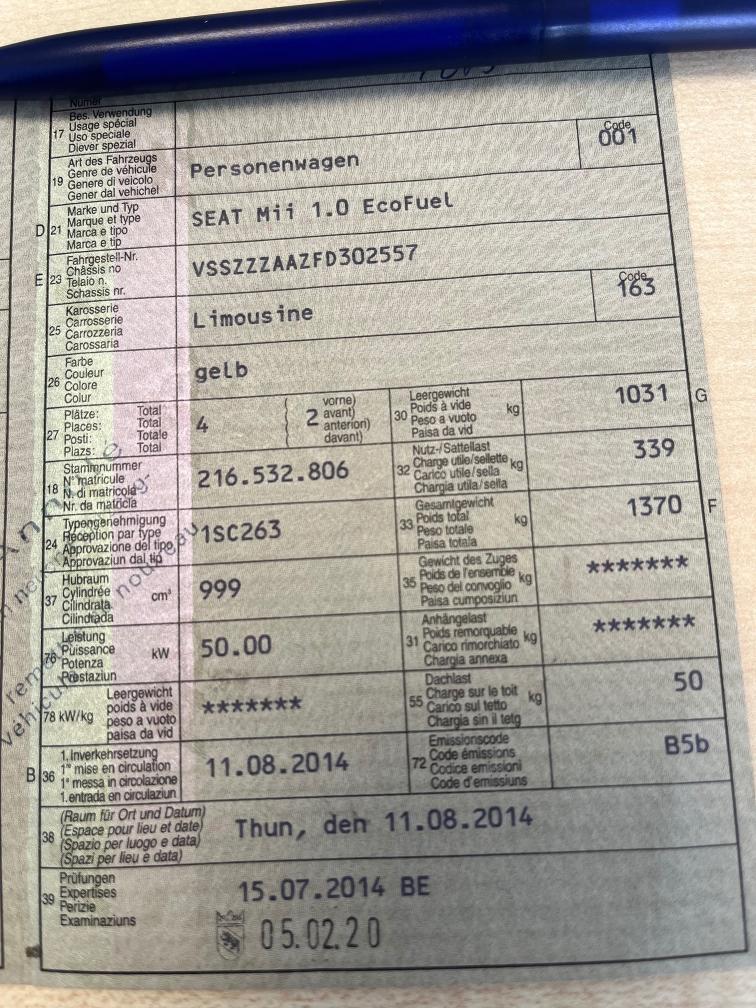 Numer
17
Bes. Verwendung
Usage spécial
Uso speciale
Diever spezial
19
Art des Fahrzeugs
Genre de véhicule
Genere di veicolo
Gener dal vehichel
Personenwagen
Code
001
D 21
Marke und Typ
Marque et type
Marca e tipo
Marca e tip
SEAT Mii 1.0 EcoFuel
E 23
Fahrgestell-Nr.
Châssis no
Telaio n.
Schassis nr.
VSSZZZAAZFD302557
25
Karosserie
Carrosserie
Carrozzeria
Carossaria
Limousine
Code
163
26
Farbe
Couleur
Colore
Colur
gelb
27
Plätze: Total
Places: Total
Posti: Totale
Plazs: Total
4
2
vorne)
avant)
anteriori)
davant)
30
Leergewicht
Poids à vide
Peso a vuoto
Paisa da vid
kg
1031
G
18
Stammnummer
N° matricule
N. di matricola
Nr. da matricla
216.532.806
32
Nutz-/Sattellast
Charge utile/sellette
Carico utile/sella
Chargia utila/sella
kg
339
24
Typengenehmigung
Réception par type
Approvazione del tipo
Approvaziun dal tip
1SC263
33
Gesamtgewicht
Poids total
Peso totale
Paisa totala
kg
1370
F
37
Hubraum
Cylindrée
Cilindrata
Cilindrada
cm³
999
35
Gewicht des Zuges
Poids de l'ensemble
Peso del convoglio
Paisa cumposiziun
kg
*******
76
Leistung
Puissance
Potenza
Prestaziun
kW
50.00
31
Anhängelast
Poids remorquable
Carico rimorchiato
Chargia annexa
kg
*******
78 kW/kg
Leergewicht
poids à vide
peso a vuoto
paisa da vid
*******
55
Dachlast
Charge sur le toit
Carico sul tetto
Chargia sin il tetg
kg
50
B 36
1. Inverkehrsetzung
1re mise en circulation
1a messa in circolazione
1. entrada en circulaziun
11.08.2014
72
Emissionscode
Code émissions
Codice emissioni
Code d'emissiuns
B5b
38
(Raum für Ort und Datum)
(Espace pour lieu et date)
(Spazio per luogo e data)
(Spazi per lieu e data)
Thun, den 11.08.2014
39
Prüfungen
Expertises
Perizie
Examinaziuns
15.07.2014 BE
05.02.20